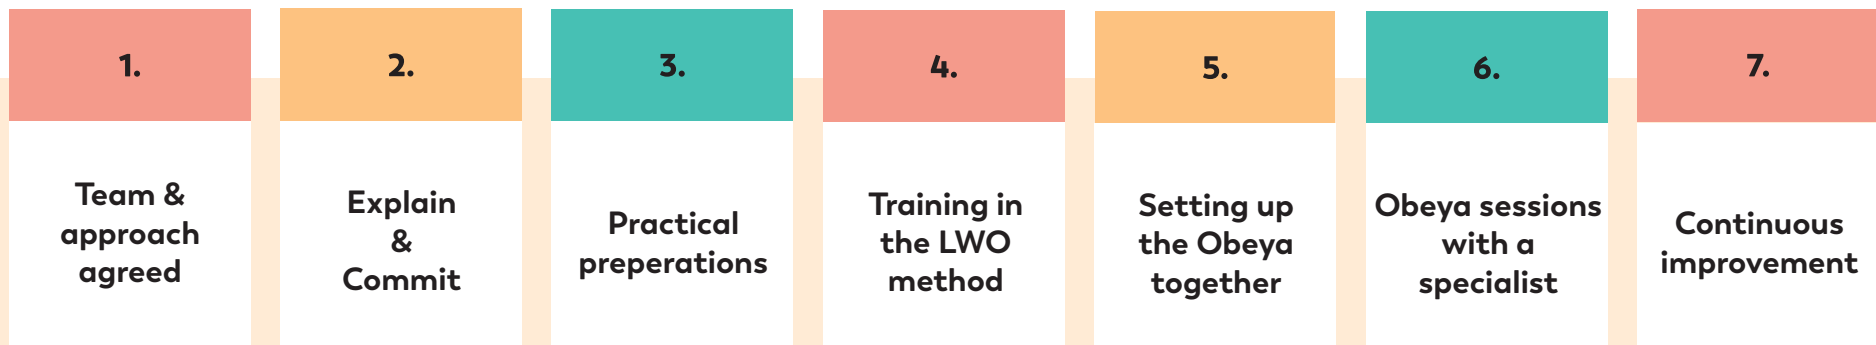 1.
Team &
approach
agreed
2.
Explain
&
Commit
3.
Practical
preperations
4.
Training in
the LWO
method
5.
Setting up
the Obeya
together
6.
Obeya sessions
with a
specialist
7.
Continuous
improvement